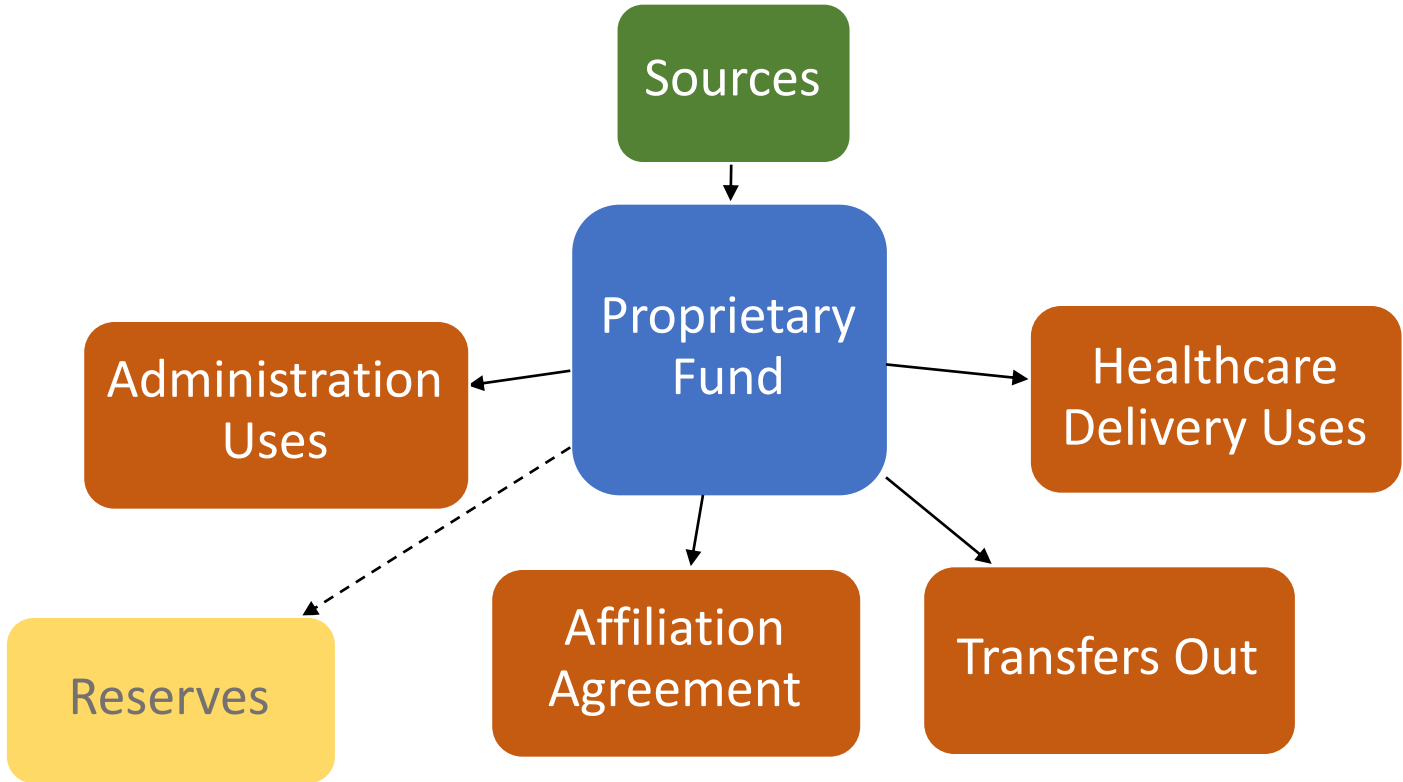 Sources
Proprietary
Fund
Administration
Uses
Healthcare
Delivery Uses
Reserves
Affiliation
Agreement
Transfers Out